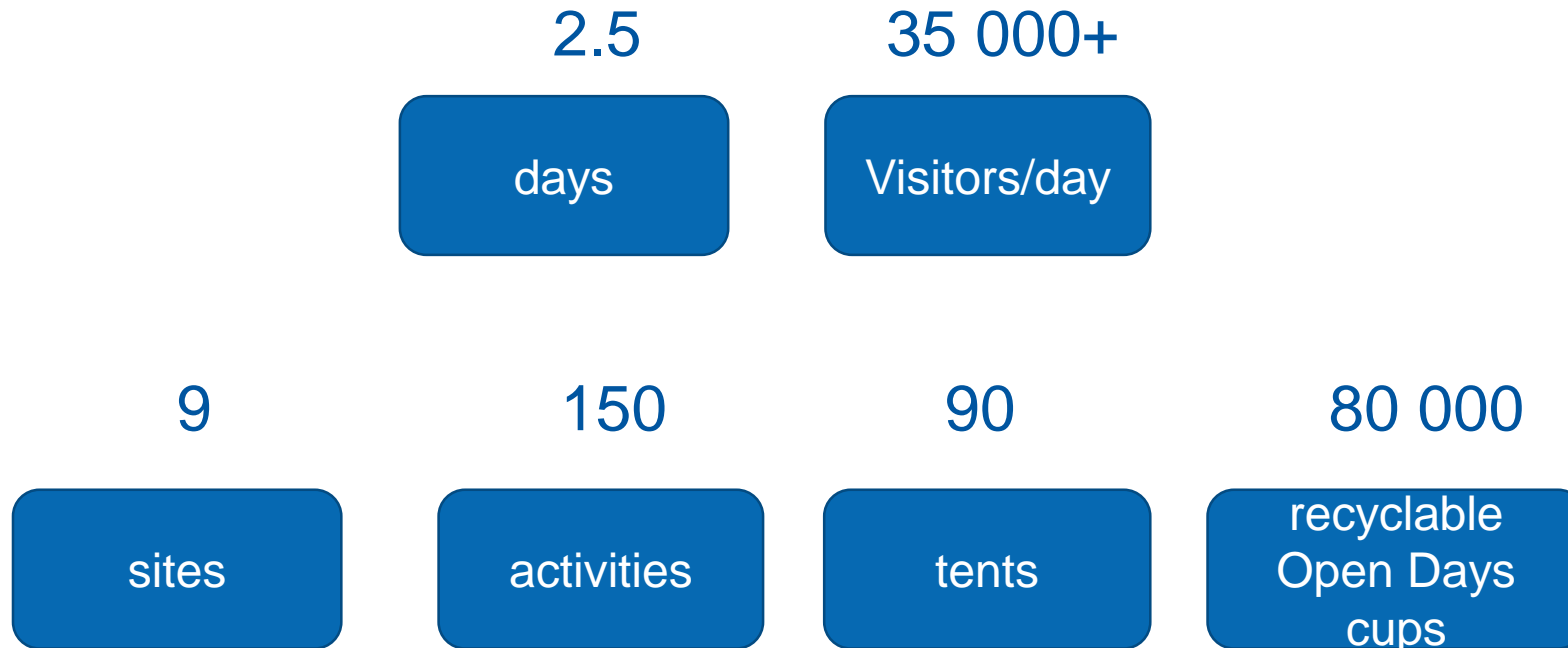 2.5
35 000+
days
Visitors/day
9
150
90
80 000
sites
activities
tents
recyclable
Open Days
cups